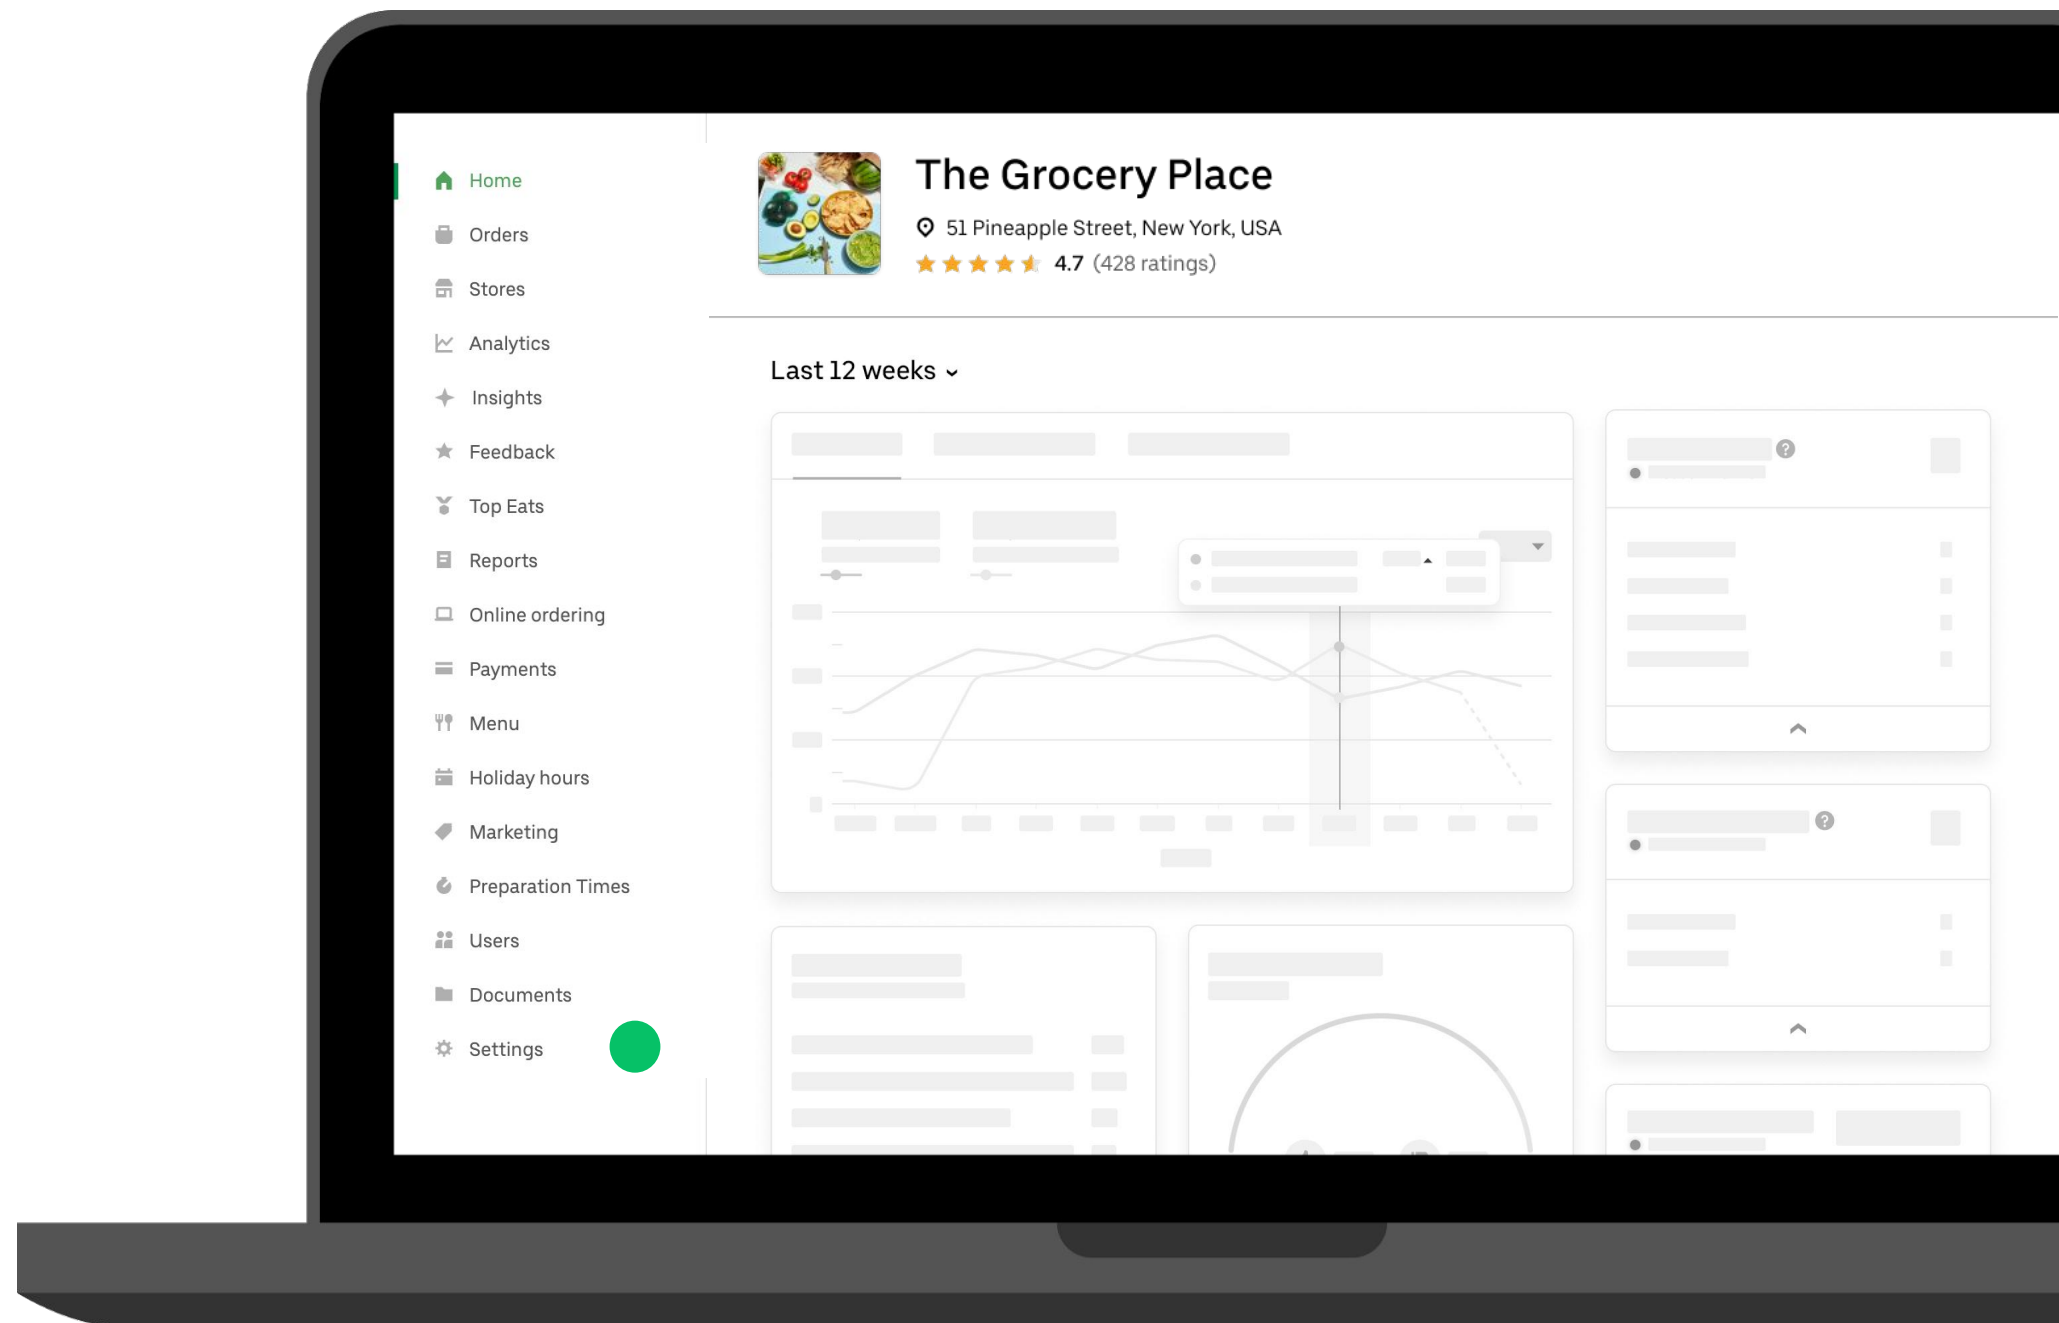 Home
Orders
Stores
Analytics
Insights
Feedback
Top Eats
Reports
Online ordering
Payments
Menu
Holiday hours
Marketing
Preparation Times
Users
Documents
Settings
The Grocery Place
51 Pineapple Street, New York, USA
4.7 (428 ratings)
Last 12 weeks
?
?